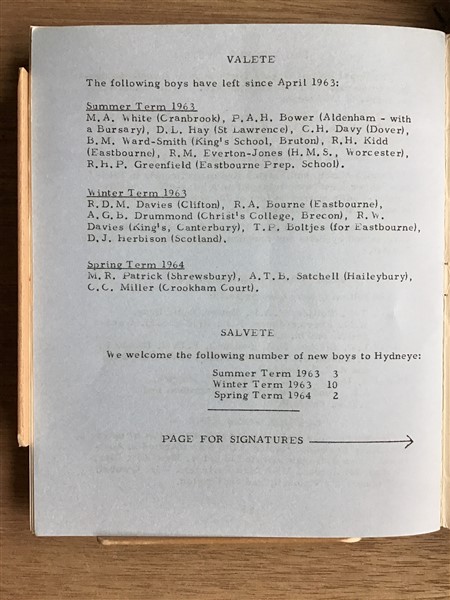 VALETE
The following boys have left since April 1963:
Summer Term 1963
M.A. White (Cranbrook), P.A.H. Bower (Aldenham - with
a Bursary), D.L. Hay (St Lawrence), C.H. Davy (Dover),
B.M. Ward-Smith (King's School, Bruton), R.H. Kidd
(Eastbourne), R.M. Everton-Jones (H.M.S., Worcester),
R.H.P. Greenfield (Eastbourne Prep. School).
Winter Term 1963
R.D.M. Davies (Clifton), R.A. Bourne (Eastbourne),
A.G.B. Drummond (Christ's College, Brecon), R.W.
Davies (King's, Canterbury), T.P. Boltjes (for Eastbourne),
D.J. Herbison (Scotland).
Spring Term 1964
M.R. Patrick (Shrewsbury), A.T.B. Satchell (Haileybury),
C.C. Miller (Crookham Court).
SALVETE
We welcome the following number of new boys to Hydneye:
Summer Term 1963 3
Winter Term 1963 10
Spring Term 1964 2
PAGE FOR SIGNATURES